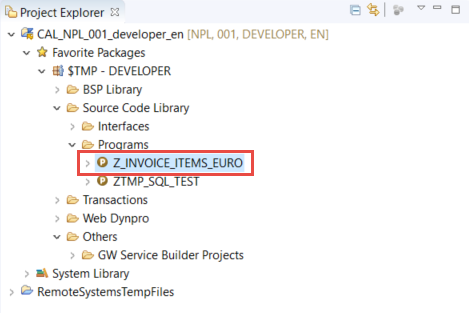 Project Explorer
CAL_NPL_001_developer_en [NPL, 001, DEVELOPER, EN]
Favorite Packages
$TMP - DEVELOPER
BSP Library
Source Code Library
Interfaces
Programs
P Z_INVOICE_ITEMS_EURO
P ZTMP_SQL_TEST
Transactions
Web Dynpro
Others
GW Service Builder Projects
System Library
RemoteSystemsTempFiles